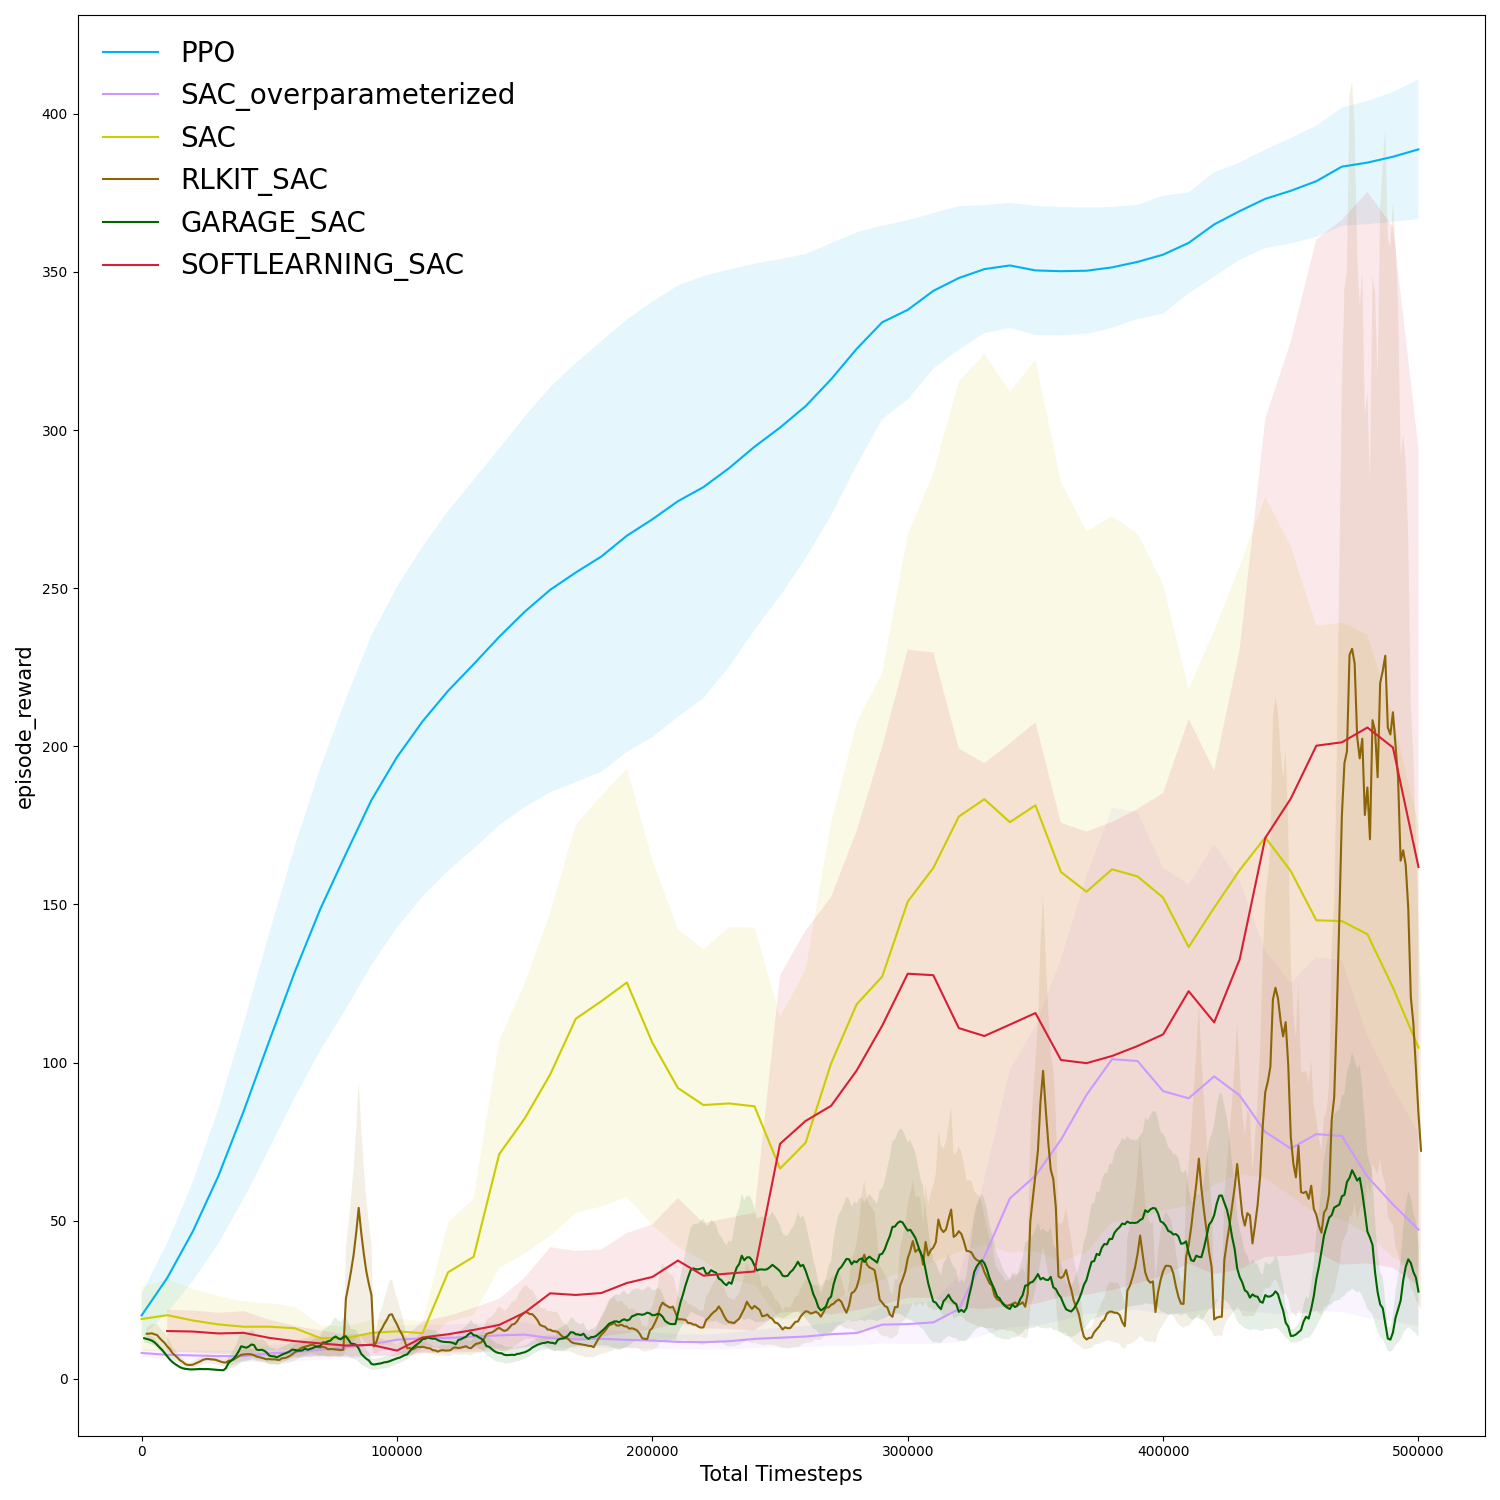 PPO
SAC_overparameterized
SAC
RLKIT_SAC
GARAGE_SAC
SOFTLEARNING_SAC
400
350
300
250
200
150
100
50
0
episode_reward
0 100000 200000 300000 400000 500000
Total Timesteps